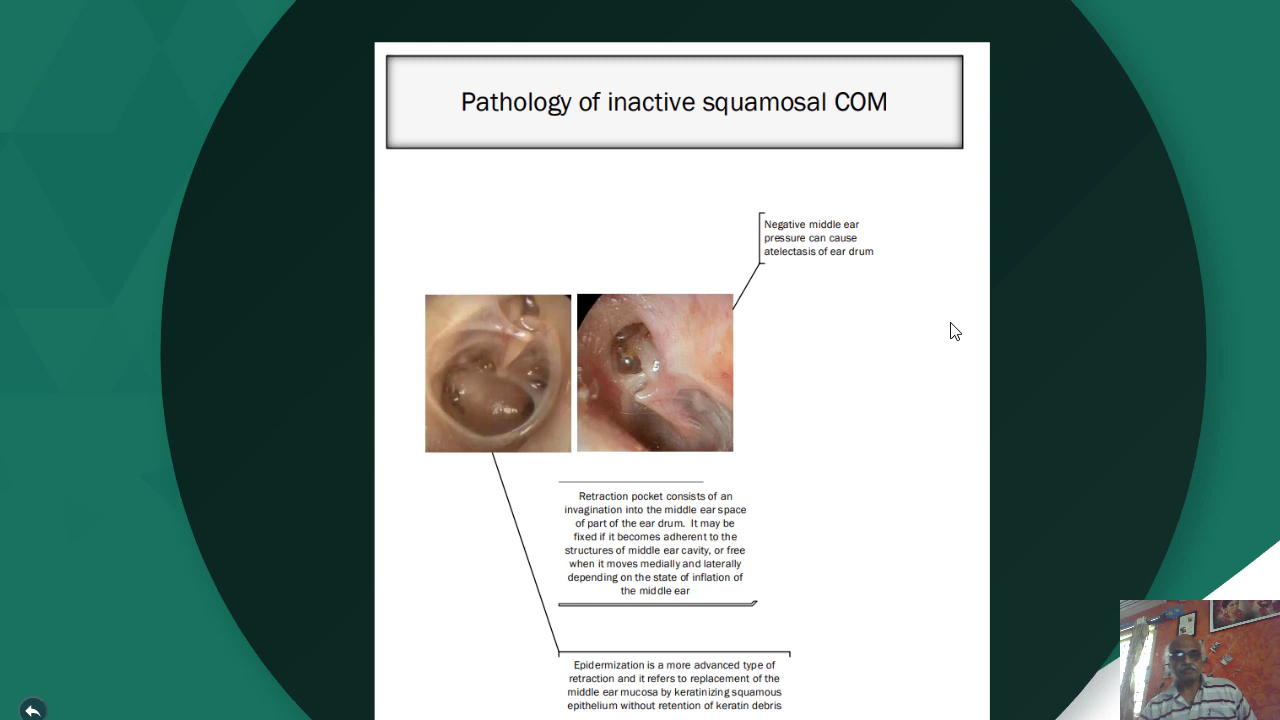 Pathology of inactive squamosal COM
Negative middle ear
pressure can cause
atelectasis of ear drum
Retraction pocket consists of an
invagination into the middle ear space
of part of the ear drum. It may be
fixed if it becomes adherent to the
structures of middle ear cavity, or free
when it moves medially and laterally
depending on the state of inflation of
the middle ear
Epidermization is a more advanced type of
retraction and it refers to replacement of the
middle ear mucosa by keratinizing squamous
epithelium without retention of keratin debris